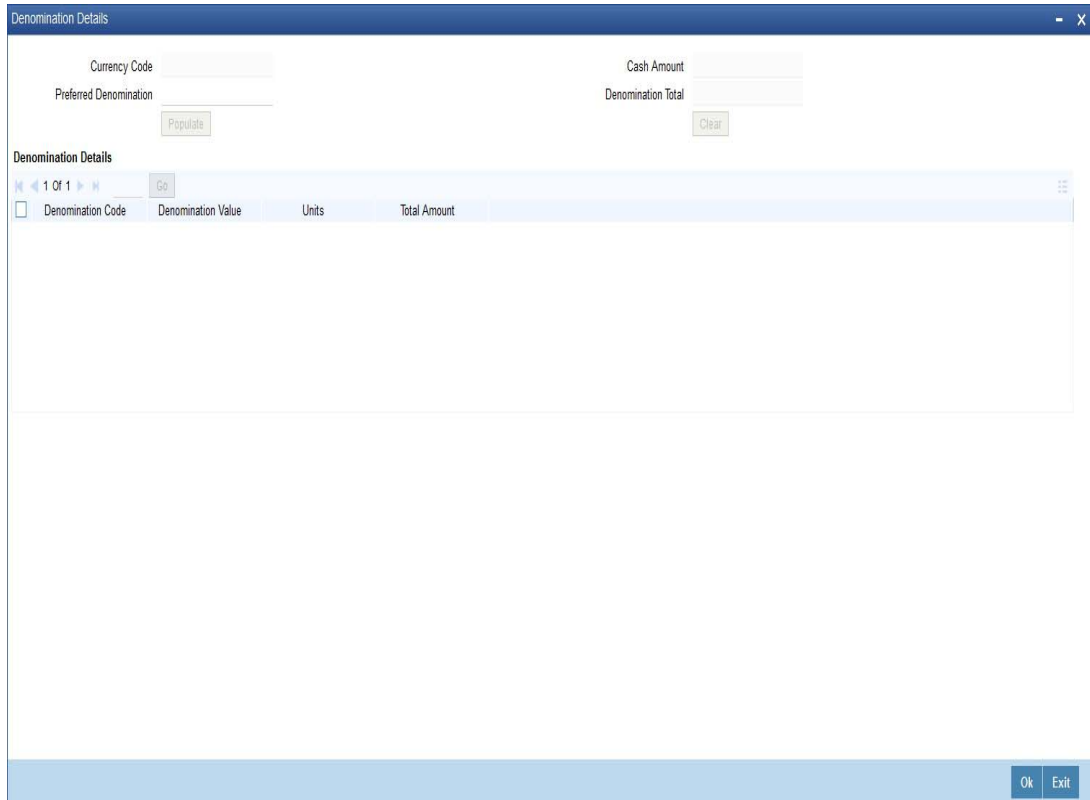 Denomination Details
Currency Code Cash Amount
Preferred Denomination Denomination Total
Populate Clear
Denomination Details
1 Of 1 Go
Denomination Code Denomination Value Units Total Amount
Ok Exit